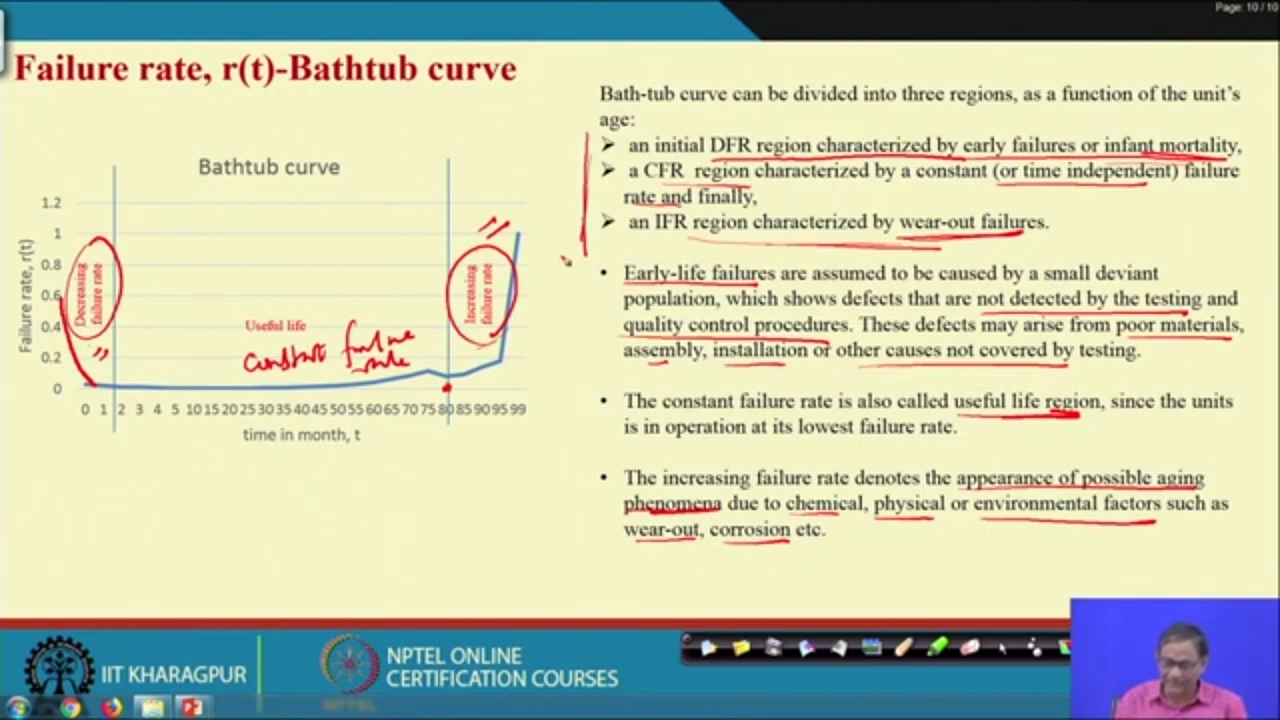 Page: 10 / 10
Failure rate, r(t)-Bathtub curve
Bathtub curve
Failure rate, r(t)
1.2
1
0.8
0.6
0.4
0.2
0
Decreasing
failure rate
Useful life
constant failure
rate
Increasing
failure rate
0 1 2 3 4 5 10 15 20 25 30 35 40 45 50 55 60 65 70 75 80 85 90 95 99
time in month, t
Bath-tub curve can be divided into three regions, as a function of the unit's
age:
➢ an initial DFR region characterized by early failures or infant mortality,
➢ a CFR region characterized by a constant (or time independent) failure
rate and finally,
➢ an IFR region characterized by wear-out failures.
• Early-life failures are assumed to be caused by a small deviant
population, which shows defects that are not detected by the testing and
quality control procedures. These defects may arise from poor materials,
assembly, installation or other causes not covered by testing.
• The constant failure rate is also called useful life region, since the units
is in operation at its lowest failure rate.
• The increasing failure rate denotes the appearance of possible aging
phenomena due to chemical, physical or environmental factors such as
wear-out, corrosion etc.
IIT KHARAGPUR
NPTEL ONLINE
CERTIFICATION COURSES